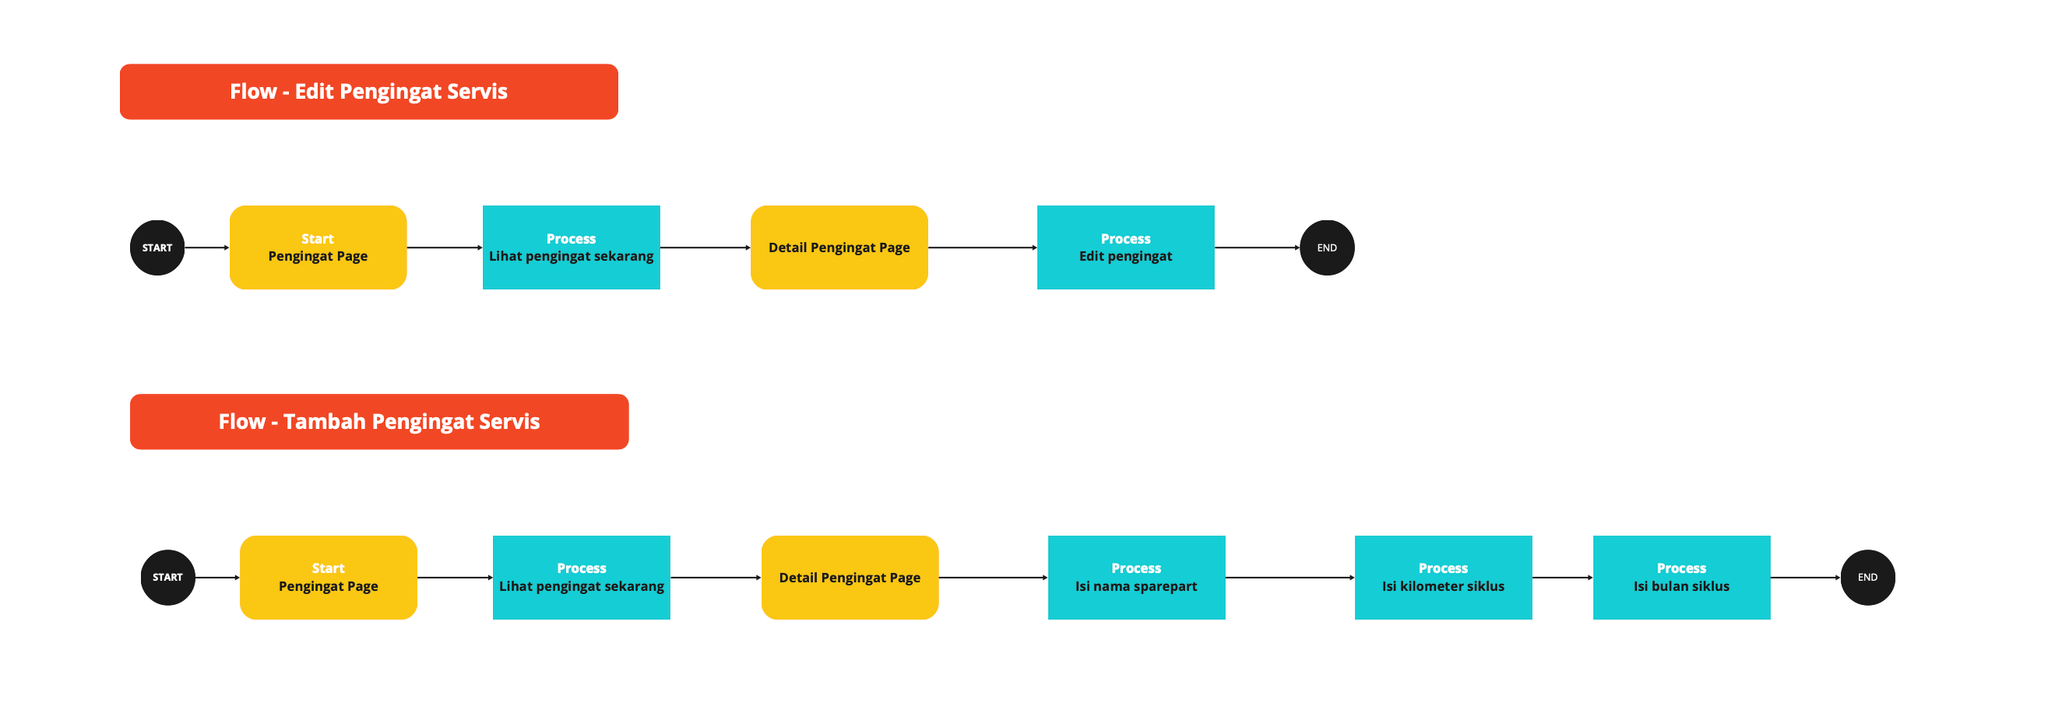 Flow - Edit Pengingat Servis
START
Start
Pengingat Page
Process
Lihat pengingat sekarang
Detail Pengingat Page
Process
Edit pengingat
END
Flow - Tambah Pengingat Servis
START
Start
Pengingat Page
Process
Lihat pengingat sekarang
Detail Pengingat Page
Process
Isi nama sparepart
Process
Isi kilometer siklus
Process
Isi bulan siklus
END